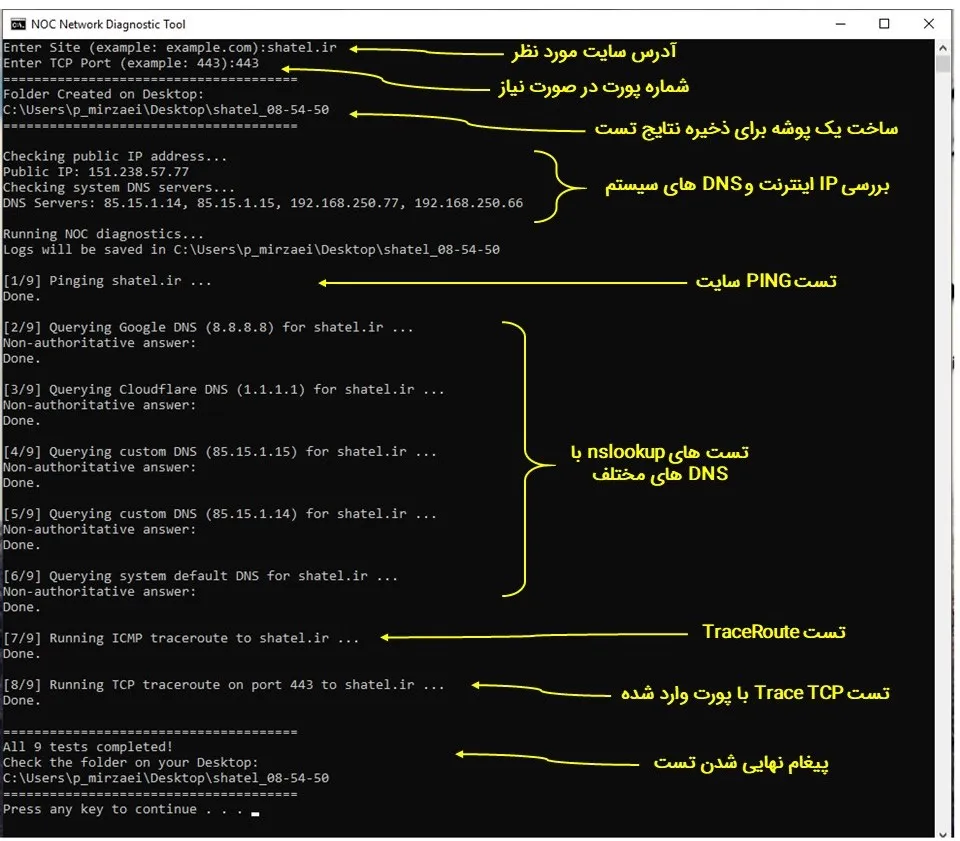 NOC Network Diagnostic Tool
Enter Site (example: example.com):shatel.ir
آدرس سایت مورد نظر
Enter TCP Port (example: 443):443
شماره پورت در صورت نیاز
======================================
Folder Created on Desktop:
C:\Users\p_mirzaei\Desktop\shatel_08-54-50
ساخت یک پوشه برای ذخیره نتایج تست
======================================
Checking public IP address...
Public IP: 151.238.57.77
Checking system DNS servers...
DNS Servers: 85.15.1.14, 85.15.1.15, 192.168.250.77, 192.168.250.66
بررسی IP اینترنت و DNS های سیستم
Running NOC diagnostics...
Logs will be saved in C:\Users\p_mirzaei\Desktop\shatel_08-54-50
[1/9] Pinging shatel.ir ...
تست PING سایت
Done.
[2/9] Querying Google DNS (8.8.8.8) for shatel.ir ...
Non-authoritative answer:
Done.
[3/9] Querying Cloudflare DNS (1.1.1.1) for shatel.ir ...
Non-authoritative answer:
Done.
[4/9] Querying custom DNS (85.15.1.15) for shatel.ir ...
Non-authoritative answer:
Done.
تست های nslookup با
DNS های مختلف
[5/9] Querying custom DNS (85.15.1.14) for shatel.ir ...
Non-authoritative answer:
Done.
[6/9] Querying system default DNS for shatel.ir ...
Non-authoritative answer:
Done.
[7/9] Running ICMP traceroute to shatel.ir ...
تست TraceRoute
Done.
[8/9] Running TCP traceroute on port 443 to shatel.ir ...
تست Trace TCP با پورت وارد شده
Done.
======================================
All 9 tests completed!
Check the folder on your Desktop:
پیغام نهایی شدن تست
C:\Users\p_mirzaei\Desktop\shatel_08-54-50
======================================
Press any key to continue . . .